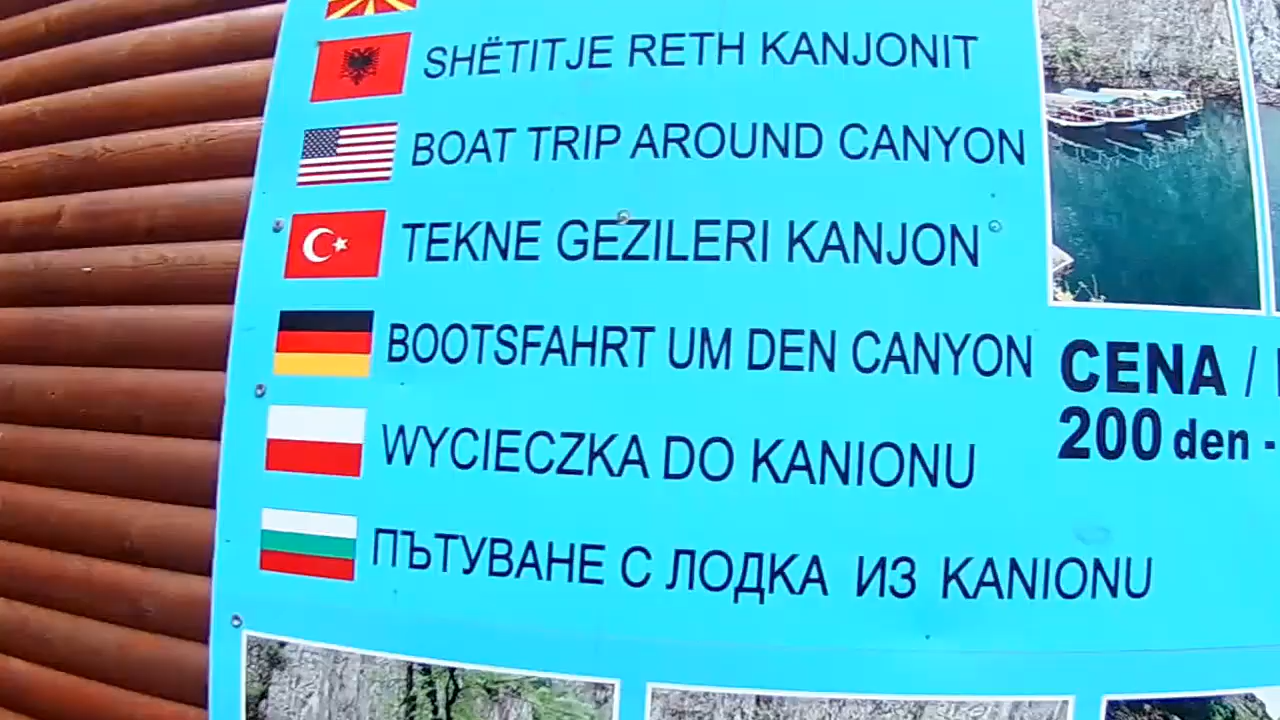 SHËTITJE RETH KANJONIT
BOAT TRIP AROUND CANYON
TEKNE GEZILERI KANJON
BOOTSFAHRT UM DEN CANYON
WYCIECZKA DO KANIONU
ПЪТУВАНЕ С ЛОДКА ИЗ KANIONU
CENA /
200 den -